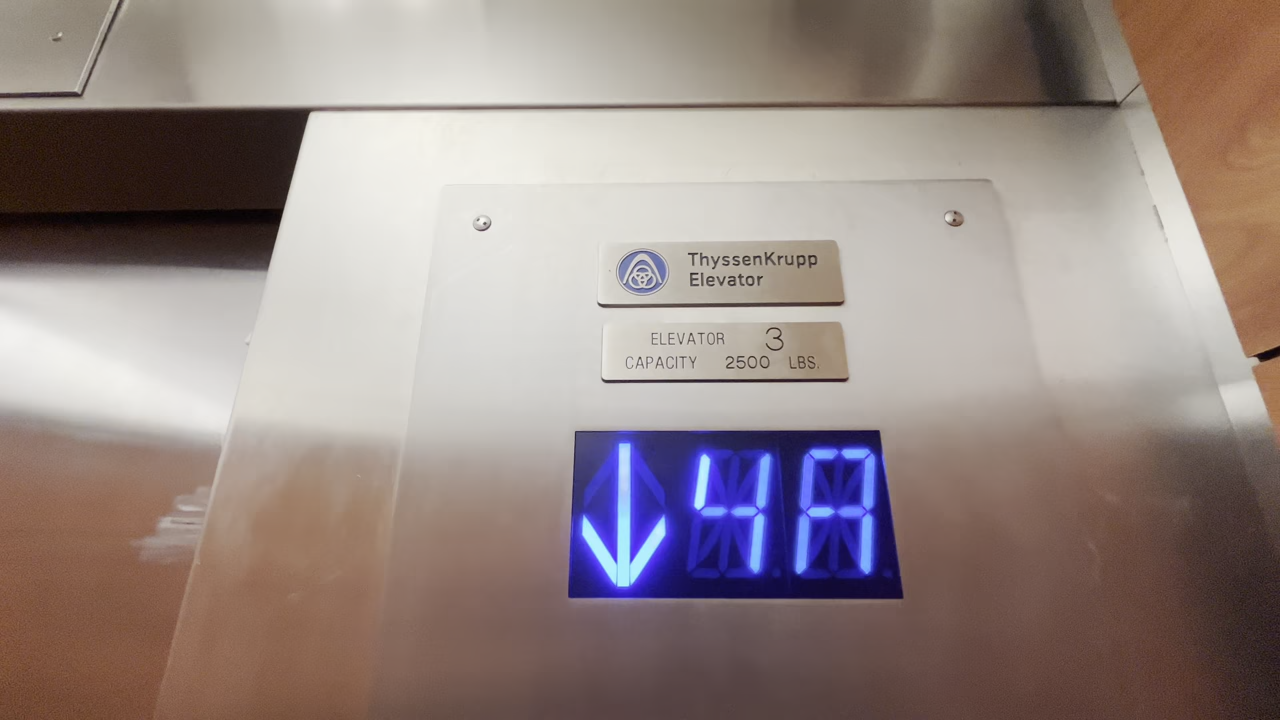 ThyssenKrupp
Elevator
ELEVATOR 3
CAPACITY 2500 LBS.
↓ 4A